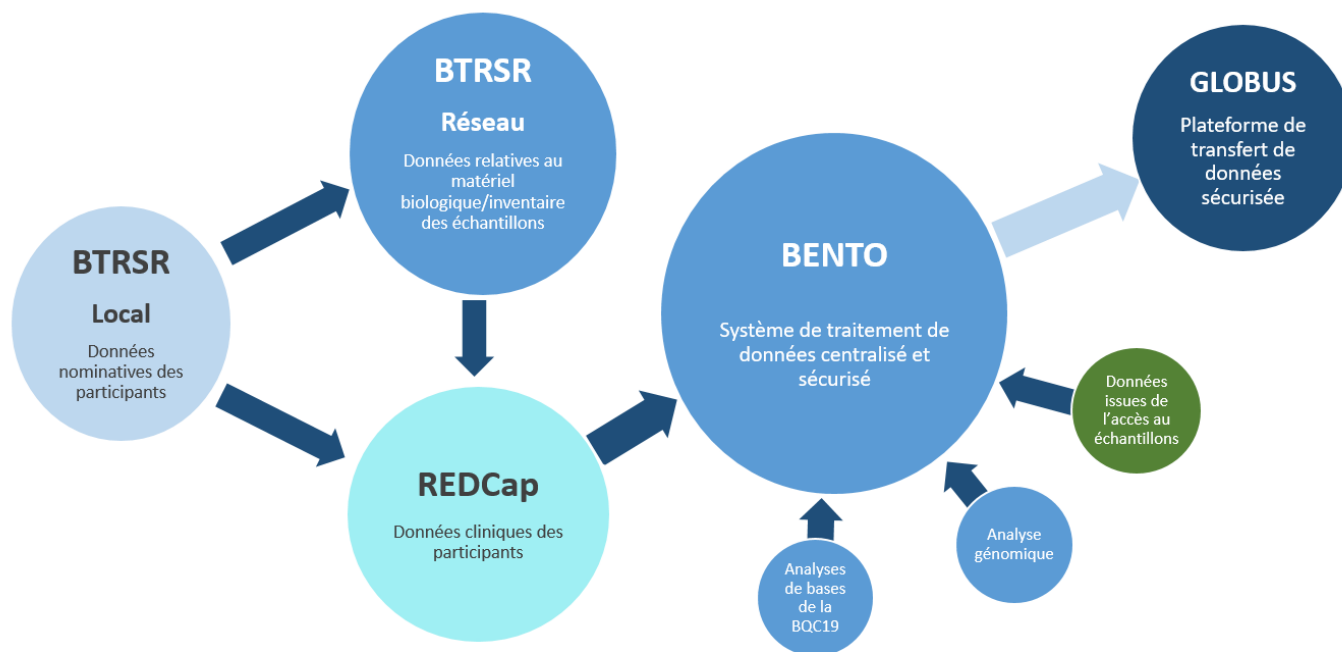 BTRSR
Local
Données
nominatives des
participants
BTRSR
Réseau
Données relatives au
matériel
biologique/inventaire
des échantillons
REDCap
Données cliniques des
participants
BENTO
Système de traitement de
données centralisé et
sécurisé
GLOBUS
Plateforme de
transfert de
données
sécurisée
Données
issues de
l'accès au
échantillons
Analyse
génomique
Analyses
de bases
de la
BQC19